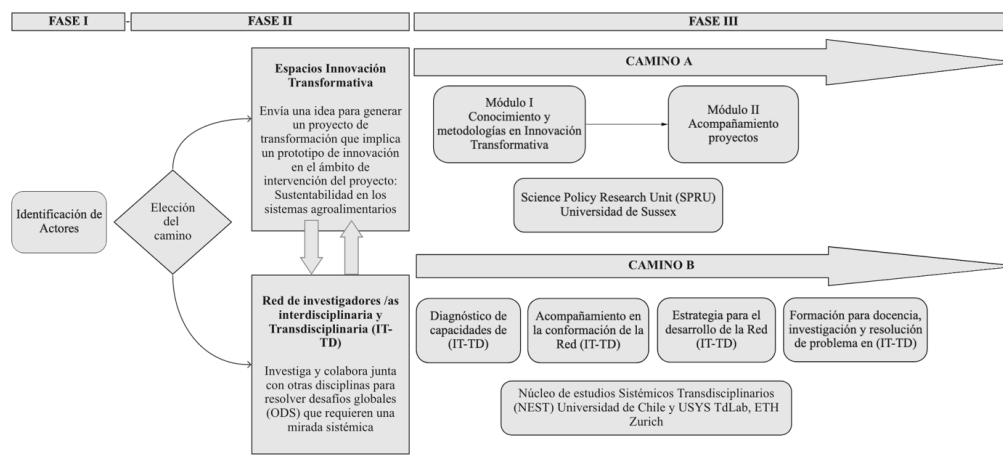 FASE I
-
FASE II
FASE III
Identificación de
Actores
Elección
del
camino
Espacios Innovación
Transformativa
Envía una idea para generar
un proyecto de
transformación que implica
un prototipo de innovación
en el ámbito de
intervención del proyecto:
Sustentabilidad en los
sistemas agroalimentarios
Red de investigadores /as
interdisciplinaria y
Transdisciplinaria (IT-
TD)
Investiga y colabora junta
con otras disciplinas para
resolver desafíos globales
(ODS) que requieren una
mirada sistémica
CAMINO A
Módulo I
Conocimiento y
metodologías en Innovación
Transformativa
Módulo II
Acompañamiento
proyectos
Science Policy Research Unit (SPRU)
Universidad de Sussex
CAMINO B
Diagnóstico de
capacidades de
(IT-TD)
Acompañamiento en
la conformación de la
Red (IT-TD)
Estrategia para el
desarrollo de la Red
(IT-TD)
Formación para docencia,
investigación y resolución
de problema en (IT-TD)
Núcleo de estudios Sistémicos Transdisciplinarios
(NEST) Universidad de Chile y USYS TdLab, ETH
Zurich